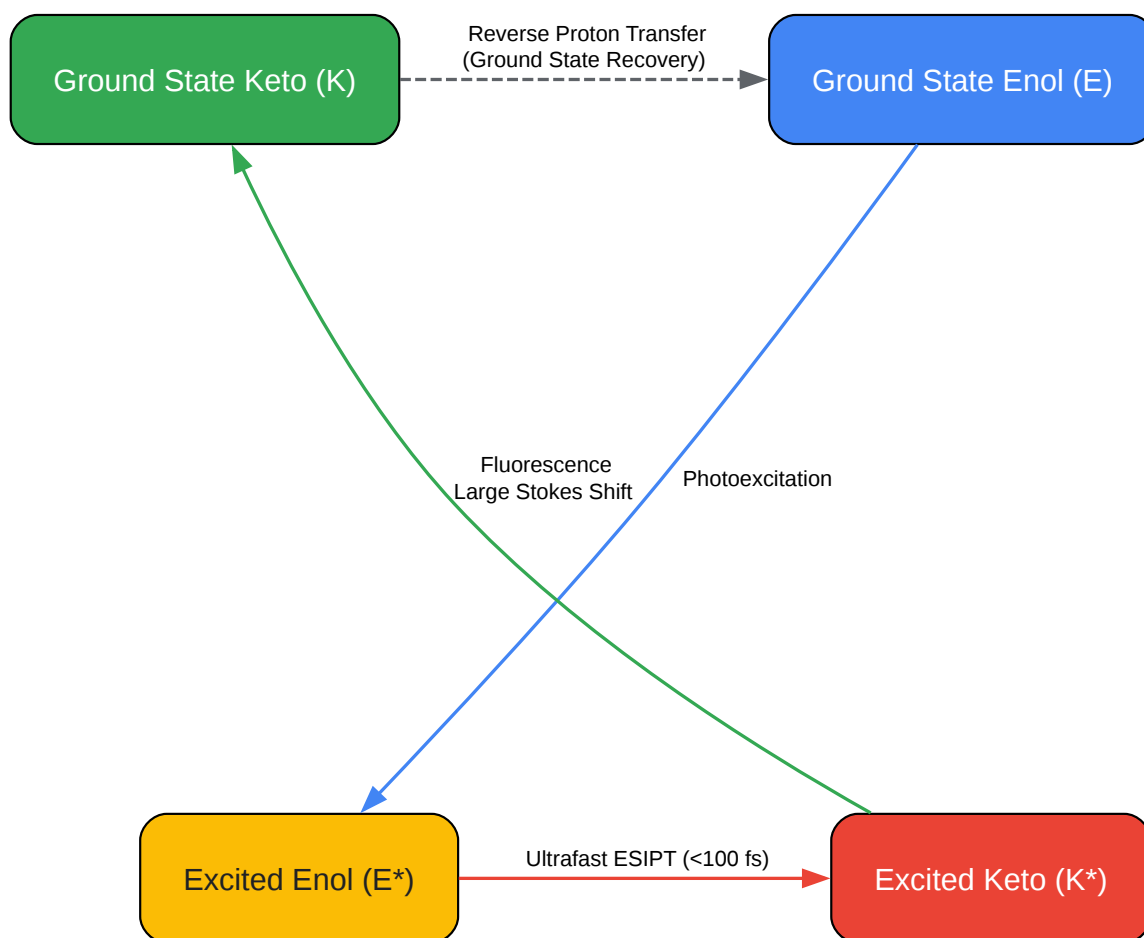 Reverse Proton Transfer
(Ground State Recovery)
Ground State Keto (K)
Ground State Enol (E)
Fluorescence
Large Stokes Shift
Photoexcitation
Ultrafast ESIPT (<100 fs)
Excited Enol (E*)
Excited Keto (K*)